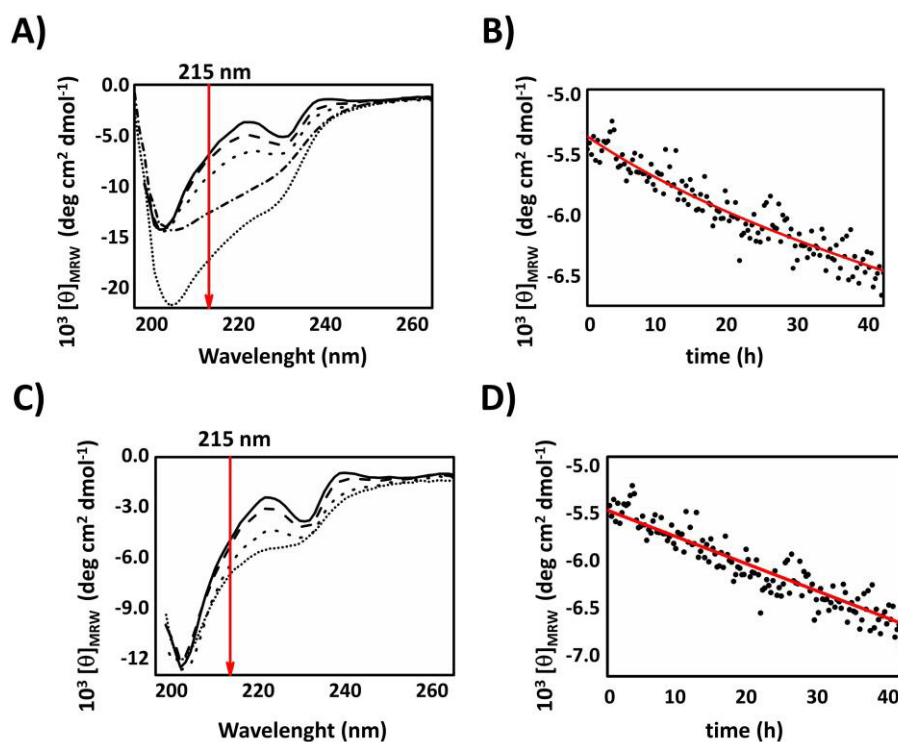 A)
215 nm
0.0
-5.0
-10
-15
-20
200 220 240 260
10³ [θ]MRW (deg cm² dmol⁻¹)
Wavelenght (nm)
B)
-5.0
-5.5
-6.0
-6.5
0 10 20 30 40
10³ [θ]MRW (deg cm² dmol⁻¹)
time (h)
C)
215 nm
0.0
-3.0
-6.0
-9.0
-12
200 220 240 260
10³ [θ]MRW (deg cm² dmol⁻¹)
Wavelenght (nm)
D)
-5.0
-5.5
-6.0
-6.5
-7.0
0 10 20 30 40
10³ [θ]MRW (deg cm² dmol⁻¹)
time (h)